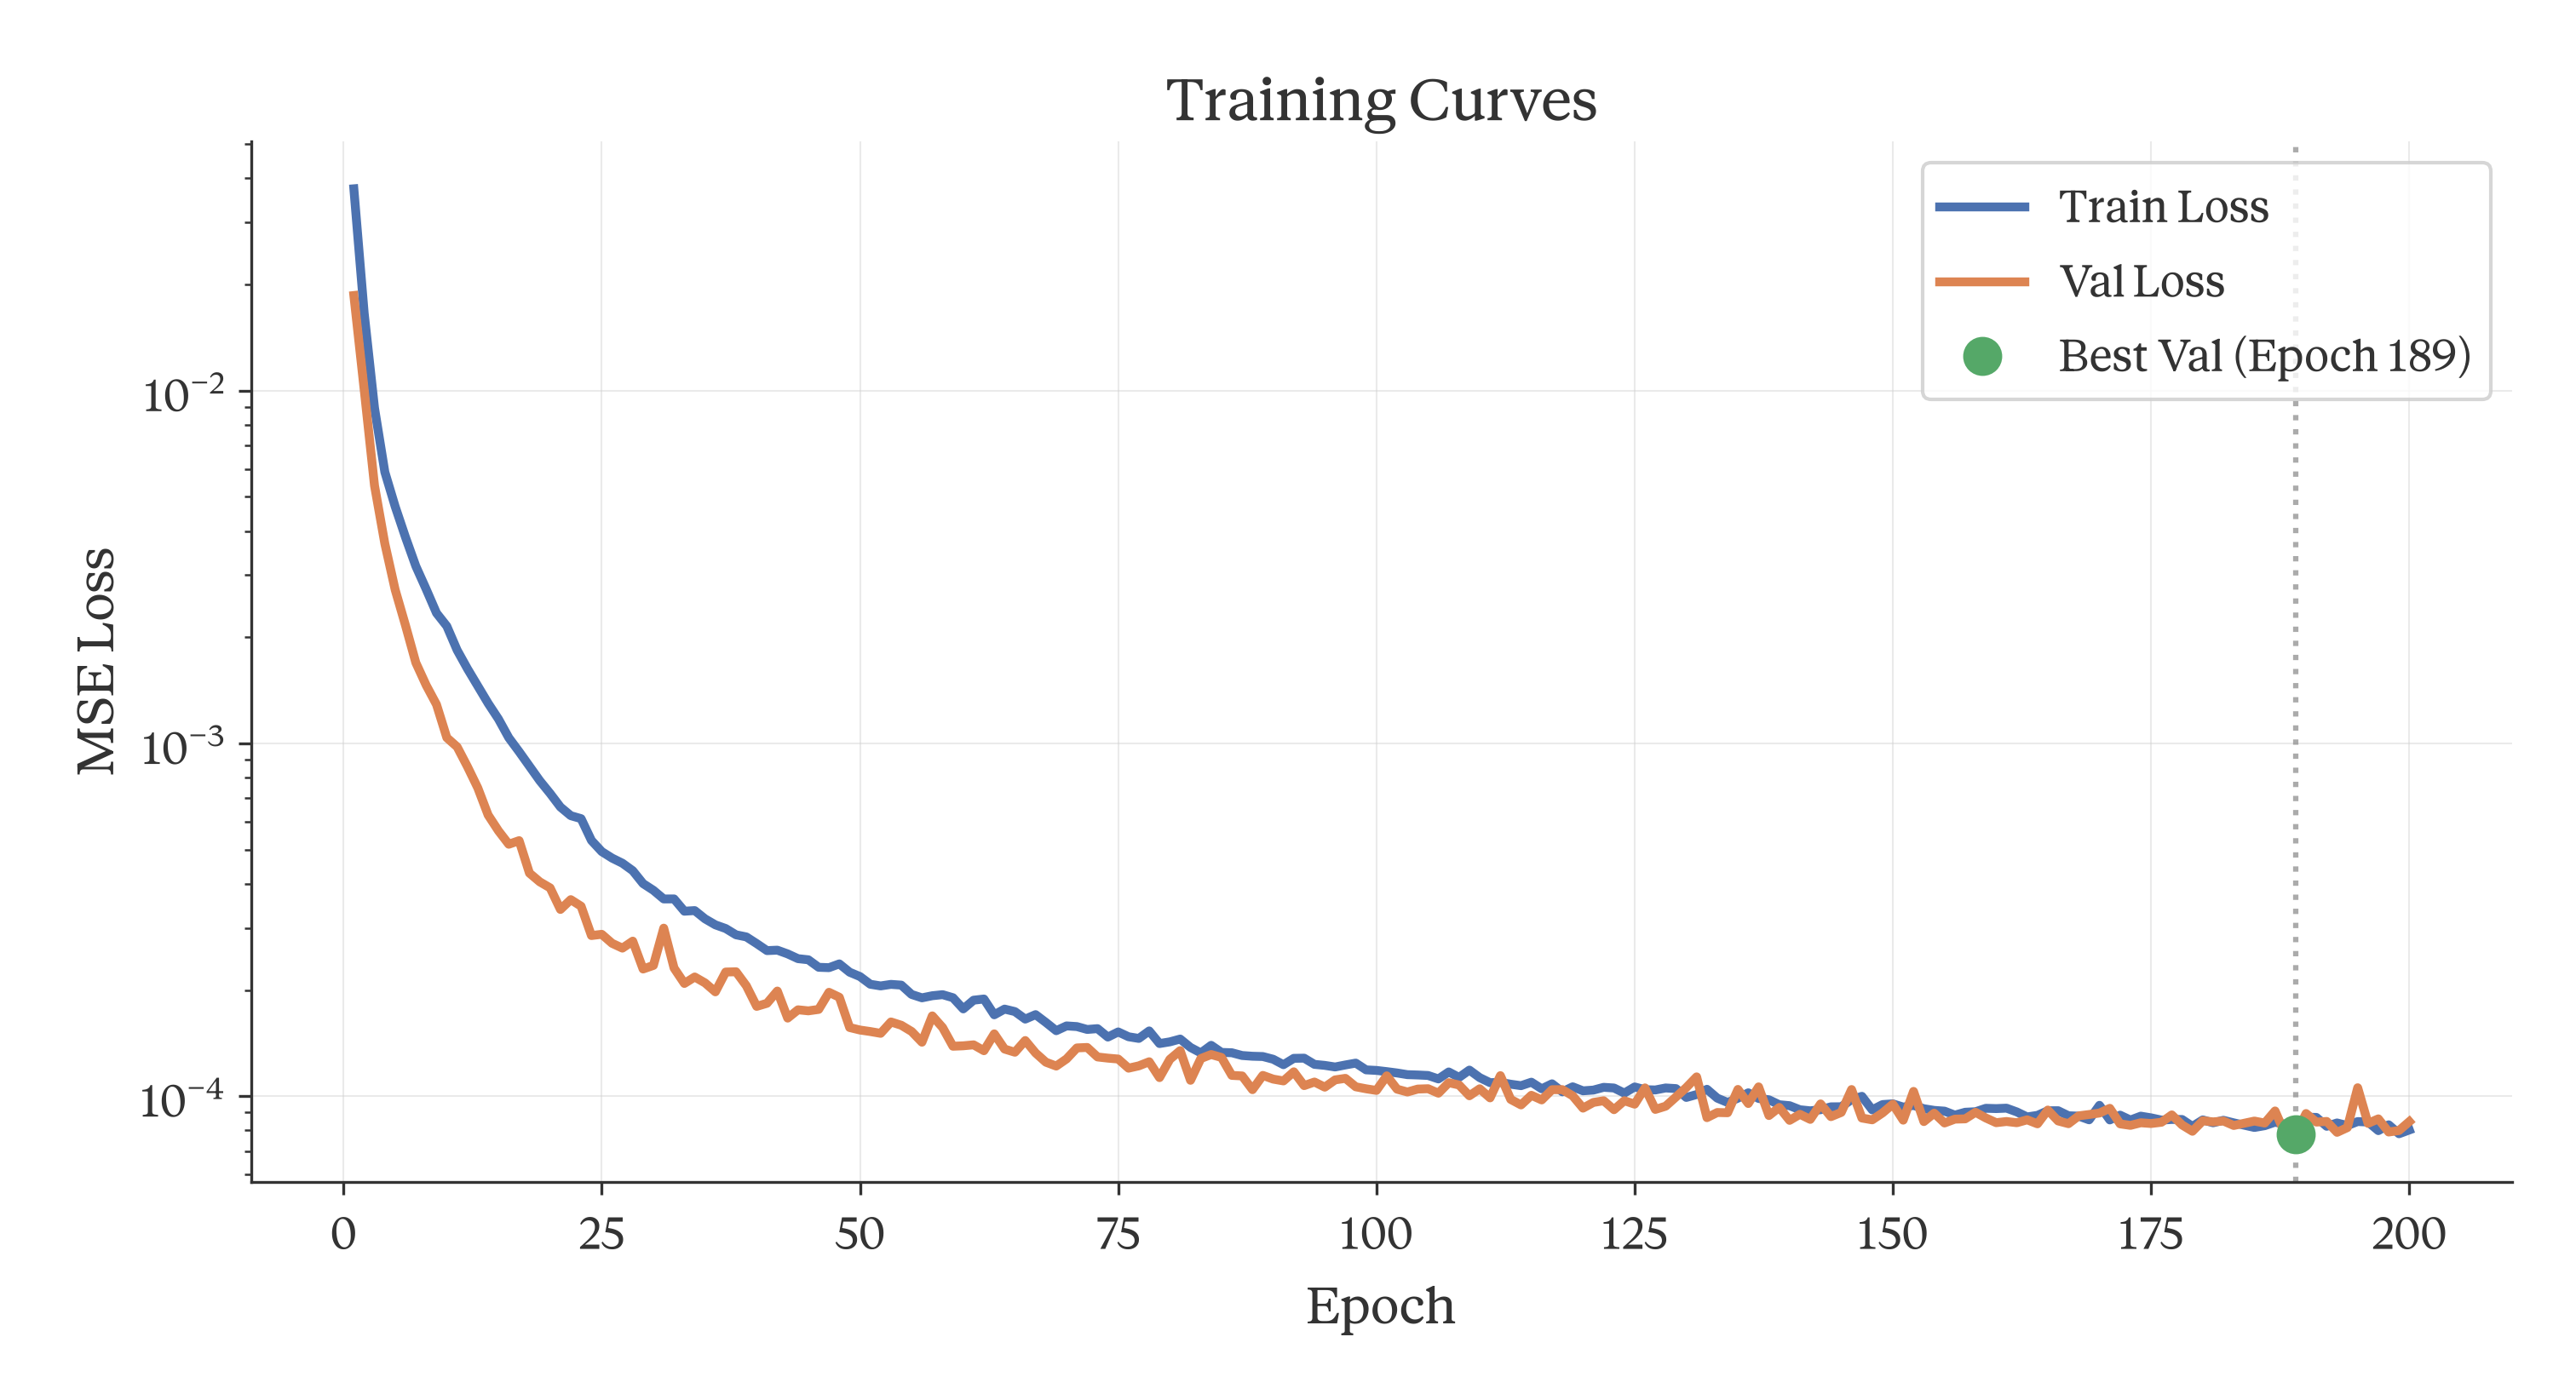 Training Curves
Train Loss
Val Loss
Best Val (Epoch 189)
MSE Loss
10⁻²
10⁻³
10⁻⁴
0 25 50 75 100 125 150 175 200
Epoch